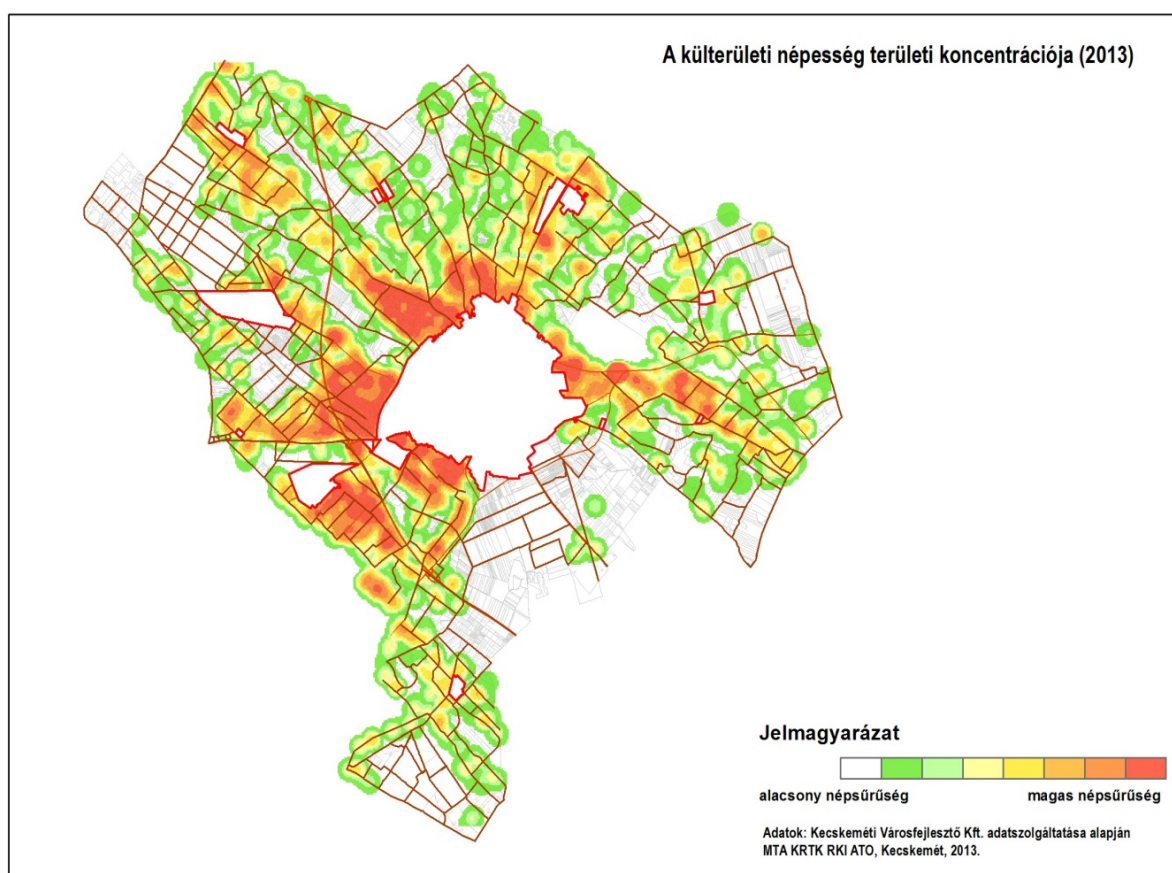 A külterületi népesség területi koncentrációja (2013)
Jelmagyarázat
alacsony népsűrűség
magas népsűrűség
Adatok: Kecskeméti Városfejlesztő Kft. adatszolgáltatása alapján
MTA KRTK RKI ATO, Kecskemét, 2013.